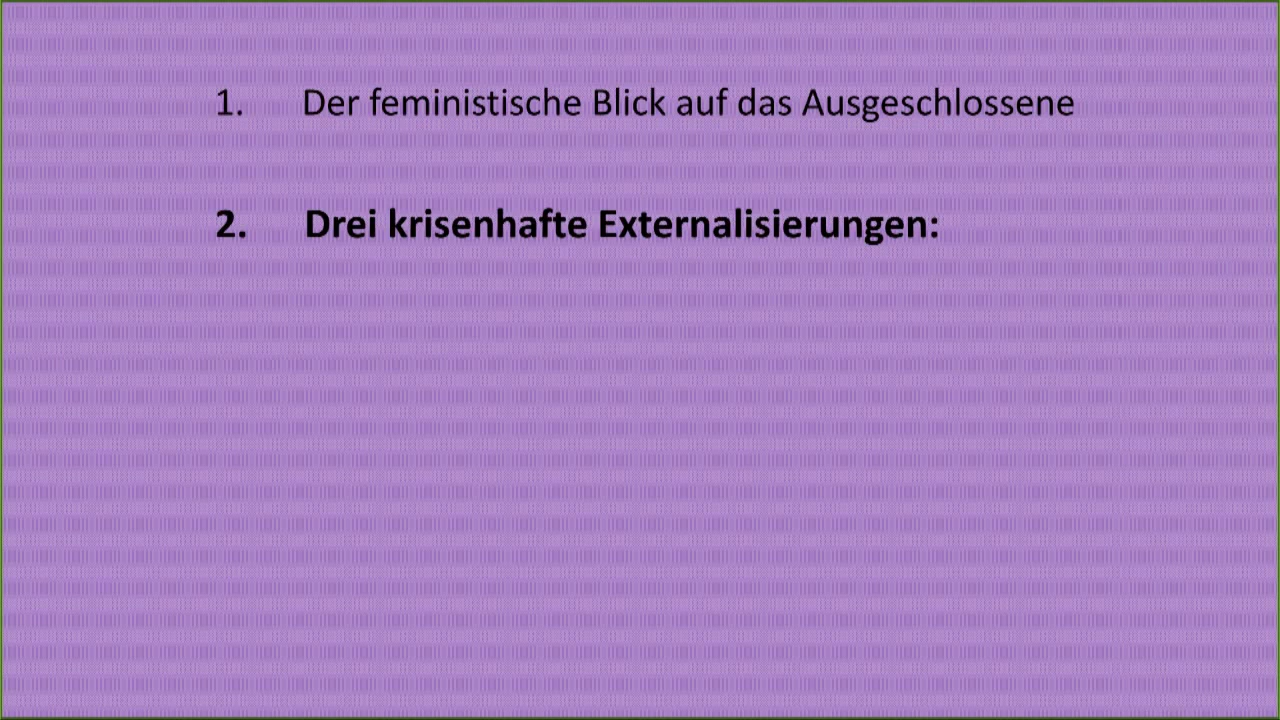 1. Der feministische Blick auf das Ausgeschlossene
2. Drei krisenhafte Externalisierungen: